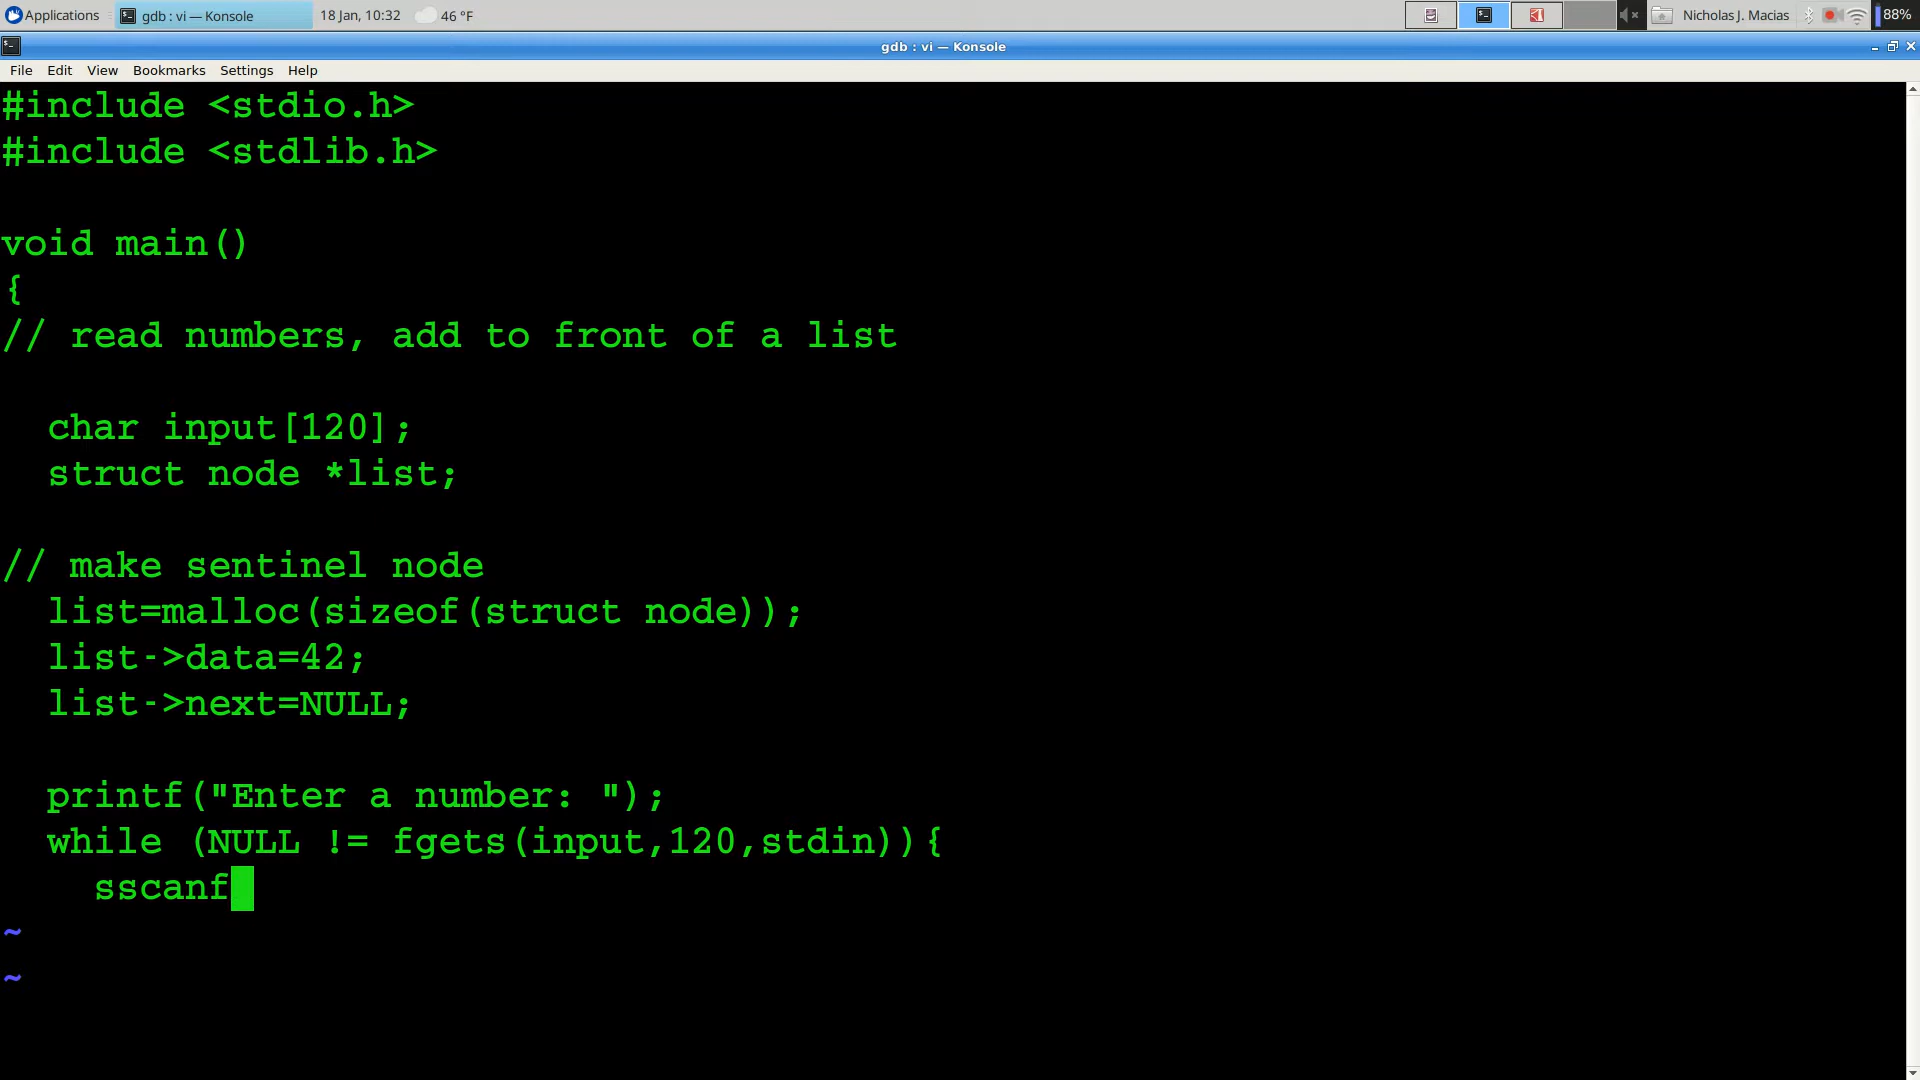 Applications gdb : vi — Konsole 18 Jan, 10:32 46 °F Nicholas J. Macias 88%
gdb : vi — Konsole
File Edit View Bookmarks Settings Help
#include <stdio.h>
#include <stdlib.h>
void main()
{
// read numbers, add to front of a list
char input[120];
struct node *list;
// make sentinel node
list=malloc(sizeof(struct node));
list->data=42;
list->next=NULL;
printf("Enter a number: ");
while (NULL != fgets(input,120,stdin)){
sscanf
~
~